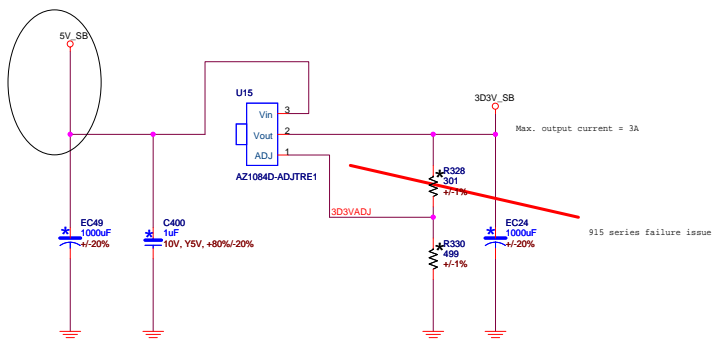 5V_SB
U15
3D3V_SB
Vin
3
Max. output current = 3A
Vout
2
ADJ
1
AZ1084D-ADJTRE1
*
R328
301
+/-1%
3D3VADJ
*
EC49
1000uF
+/-20%
*
C400
1uF
10V, Y5V, +80%/-20%
*
R330
499
+/-1%
*
EC24
1000uF
+/-20%
915 series failure issue